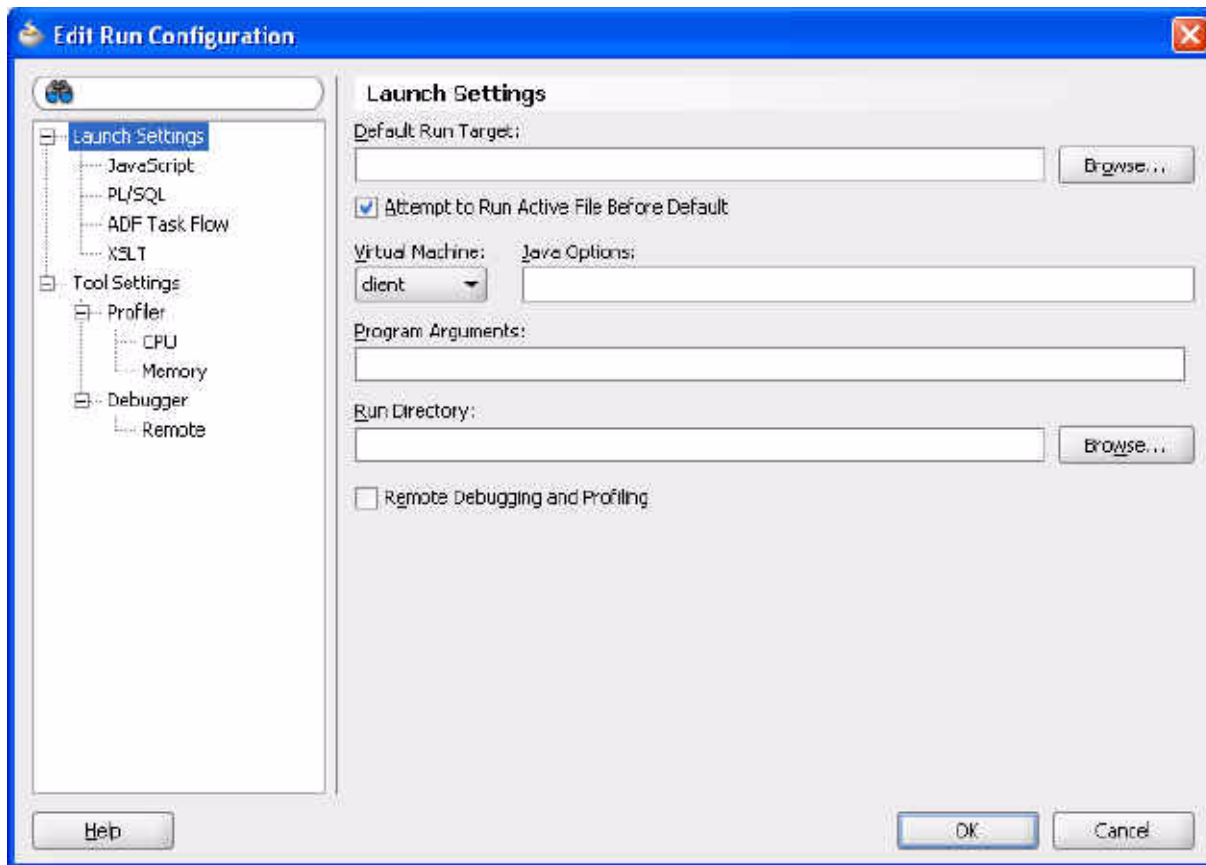 Edit Run Configuration
Launch Settings
JavaScript
PL/SQL
ADF Task Flow
XSLT
Tool Settings
Profiler
CPU
Memory
Debugger
Remote
Launch Settings
Default Run Target:
Browse...
Attempt to Run Active File Before Default
Virtual Machine: Java Options:
client
Program Arguments:
Run Directory:
Browse...
Remote Debugging and Profiling
Help OK Cancel